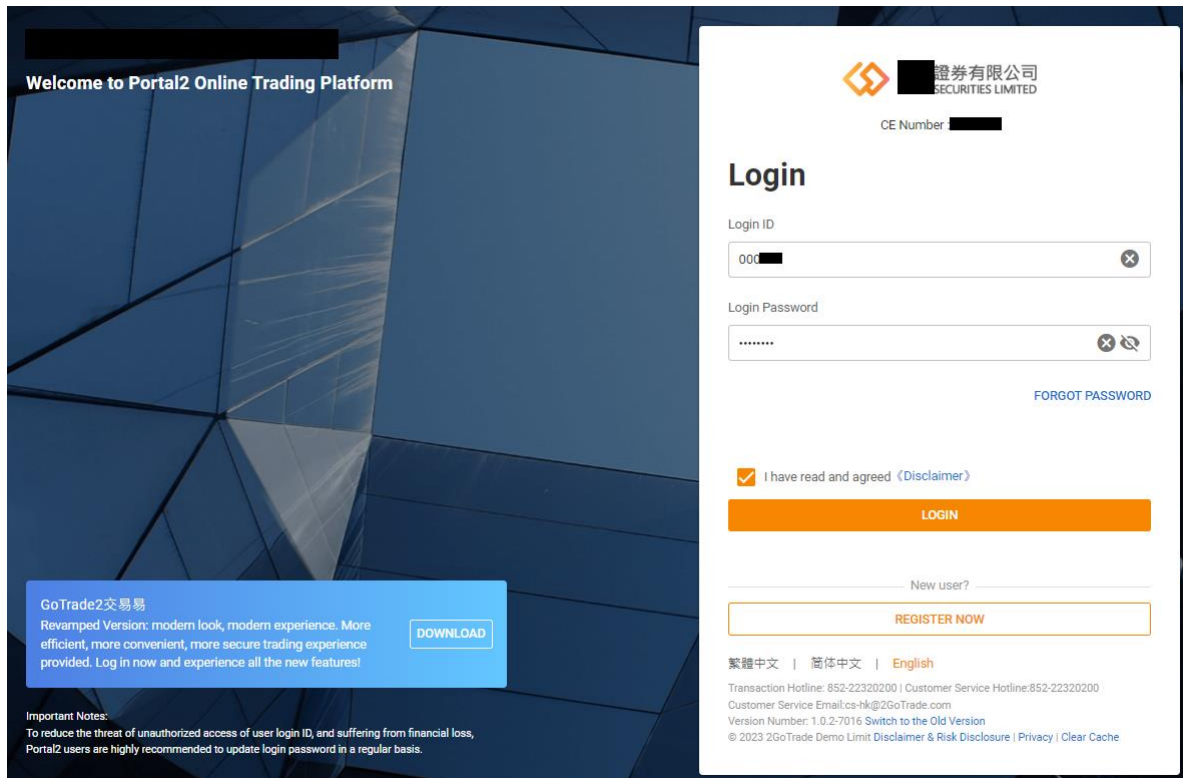 Welcome to Portal2 Online Trading Platform
GoTrade2交易易
Revamped Version: modern look, modern experience. More
efficient, more convenient, more secure trading experience
provided. Log in now and experience all the new features!
DOWNLOAD
Important Notes:
To reduce the threat of unauthorized access of user login ID, and suffering from financial loss,
Portal2 users are highly recommended to update login password in a regular basis.
證券有限公司
SECURITIES LIMITED
CE Number :
Login
Login ID
000
Login Password
········
FORGOT PASSWORD
I have read and agreed《Disclaimer》
LOGIN
New user?
REGISTER NOW
繁體中文 | 简体中文 | English
Transaction Hotline: 852-22320200 | Customer Service Hotline:852-22320200
Customer Service Email:cs-hk@2GoTrade.com
Version Number: 1.0.2-7016 Switch to the Old Version
© 2023 2GoTrade Demo Limit Disclaimer & Risk Disclosure | Privacy | Clear Cache